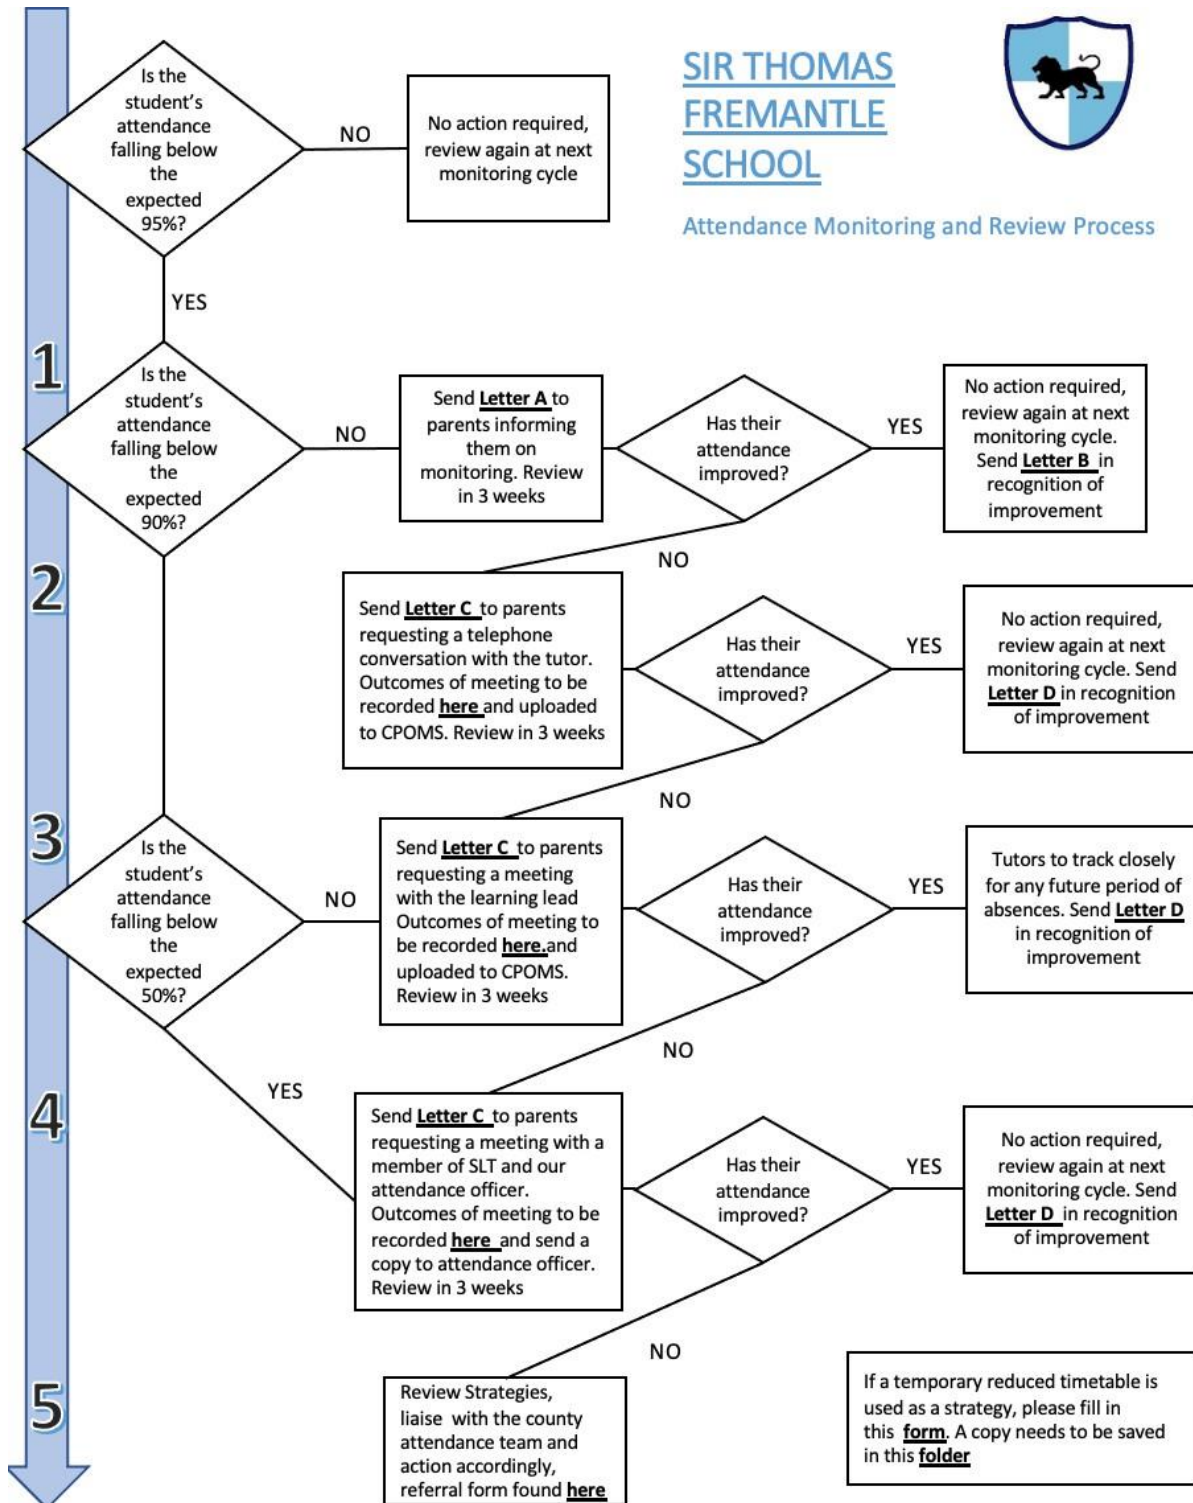 SIR THOMAS
FREMANTLE
SCHOOL
Attendance Monitoring and Review Process
Is the
student's
attendance
falling below
the
expected
95%?
NO
No action required,
review again at next
monitoring cycle
YES
1
Is the
student's
attendance
falling below
the
expected
90%?
NO
Send Letter A to
parents informing
them on
monitoring. Review
in 3 weeks
Has their
attendance
improved?
YES
No action required,
review again at next
monitoring cycle.
Send Letter B in
recognition of
improvement
NO
2
Send Letter C to parents
requesting a telephone
conversation with the tutor.
Outcomes of meeting to be
recorded here and uploaded
to CPOMS. Review in 3 weeks
Has their
attendance
improved?
YES
No action required,
review again at next
monitoring cycle. Send
Letter D in recognition
of improvement
NO
3
Is the
student's
attendance
falling below
the
expected
50%?
NO
Send Letter C to parents
requesting a meeting
with the learning lead
Outcomes of meeting to
be recorded here.and
uploaded to CPOMS.
Review in 3 weeks
Has their
attendance
improved?
YES
Tutors to track closely
for any future period of
absences. Send Letter D
in recognition of
improvement
NO
YES
4
Send Letter C to parents
requesting a meeting with a
member of SLT and our
attendance officer.
Outcomes of meeting to be
recorded here and send a
copy to attendance officer.
Review in 3 weeks
Has their
attendance
improved?
YES
No action required,
review again at next
monitoring cycle. Send
Letter D in recognition
of improvement
NO
5
Review Strategies,
liaise with the county
attendance team and
action accordingly,
referral form found here
If a temporary reduced timetable is
used as a strategy, please fill in
this form. A copy needs to be saved
in this folder